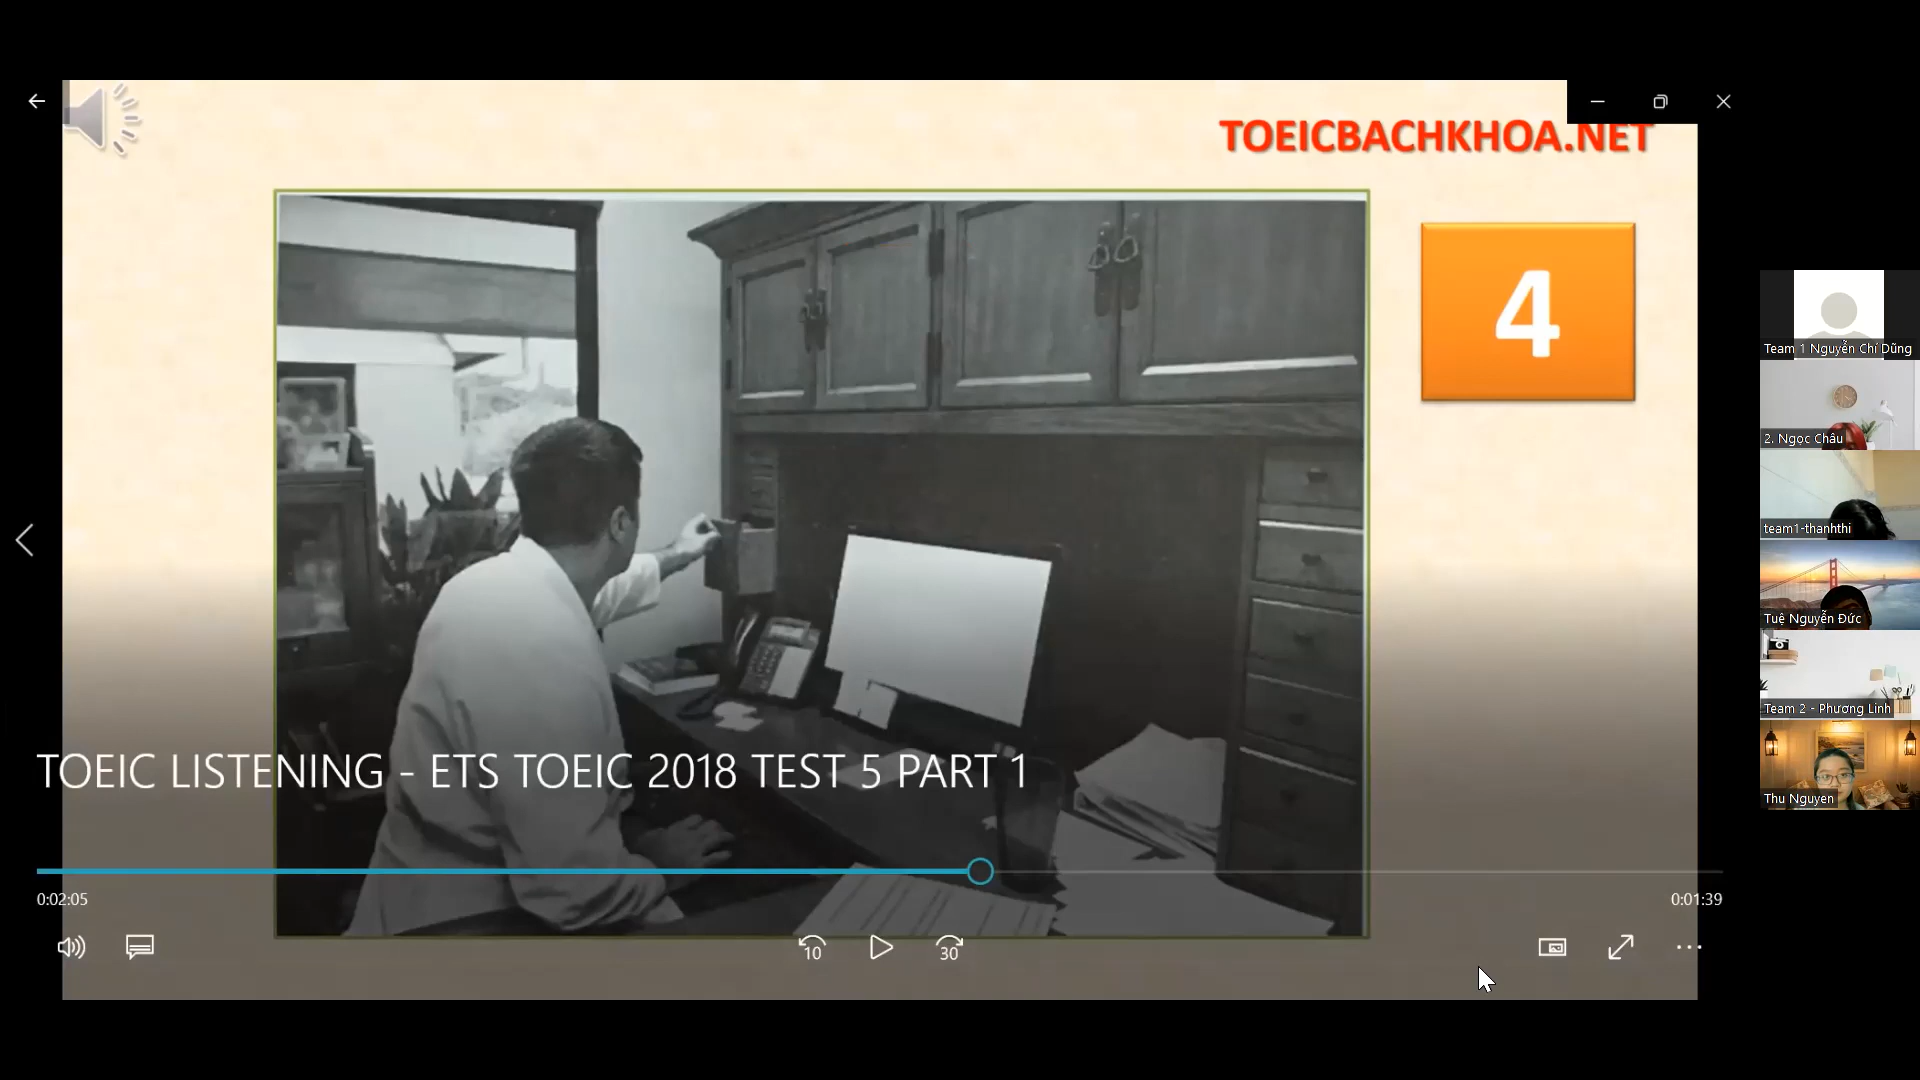 TOEICBACHKHOA.NET
4
TOEIC LISTENING - ETS TOEIC 2018 TEST 5 PART 1
0:02:05
0:01:39
10
30
Team 1 Nguyễn Chí Dũng
2. Ngọc Châu
team1-thanhthi
Tuệ Nguyễn Đức
Team 2 - Phương Linh
Thu Nguyen